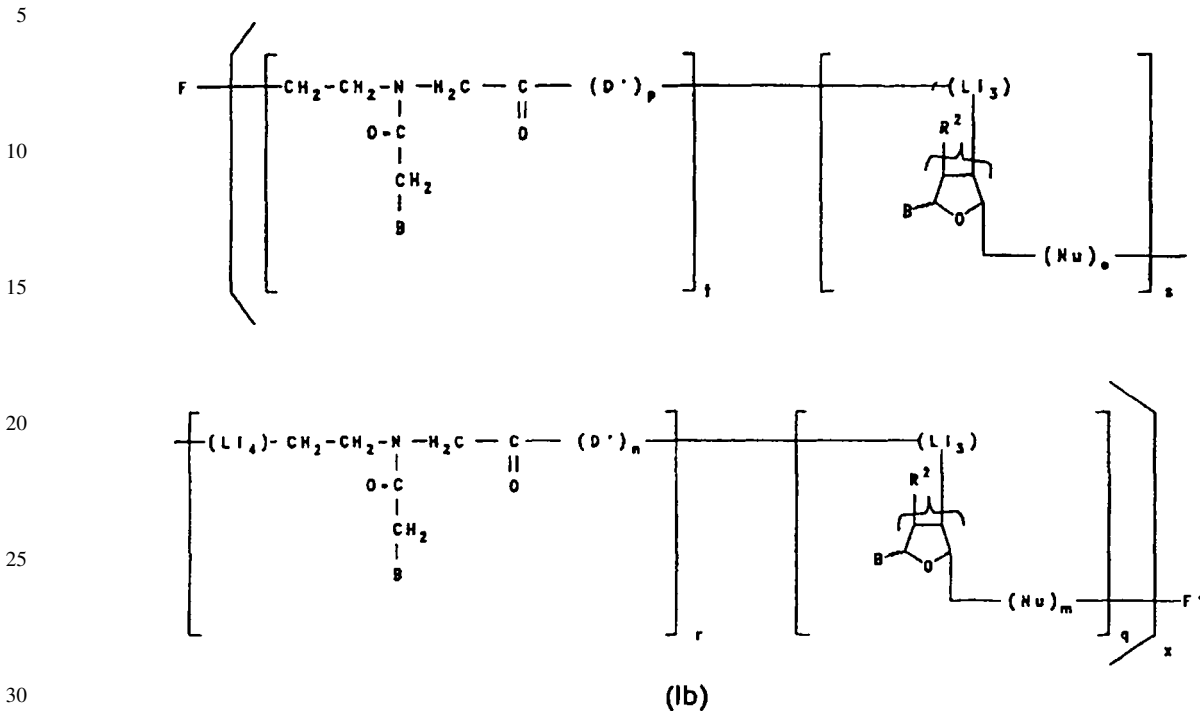 5
F CH₂-CH₂-N-H₂C-C-(D')ₚ (Li₃)
O=C O R²
10
CH₂
B B O
(Nu)ₒ
15 t s
20
(Li₄)-CH₂-CH₂-N-H₂C-C-(D')ₙ (Li₃)
O=C O R²
CH₂
25 B B O
(Nu)ₘ F'
r q x
30 (Ib)